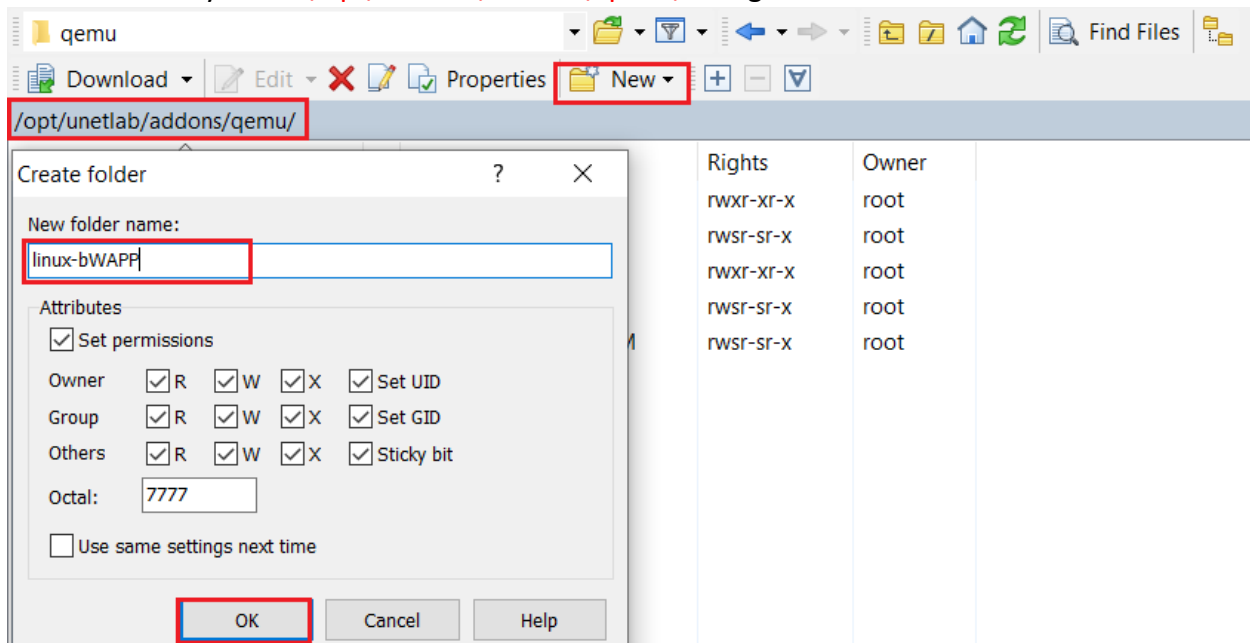 qemu
Find Files
Download Edit Properties New
/opt/unetlab/addons/qemu/
Create folder ? Rights Owner
rwxr-xr-x root
New folder name:
rwsr-sr-x root
linux-bWAPP
rwxr-xr-x root
Attributes
rwsr-sr-x root
Set permissions
rwsr-sr-x root
Owner R W X Set UID
Group R W X Set GID
Others R W X Sticky bit
Octal: 7777
Use same settings next time
OK Cancel Help